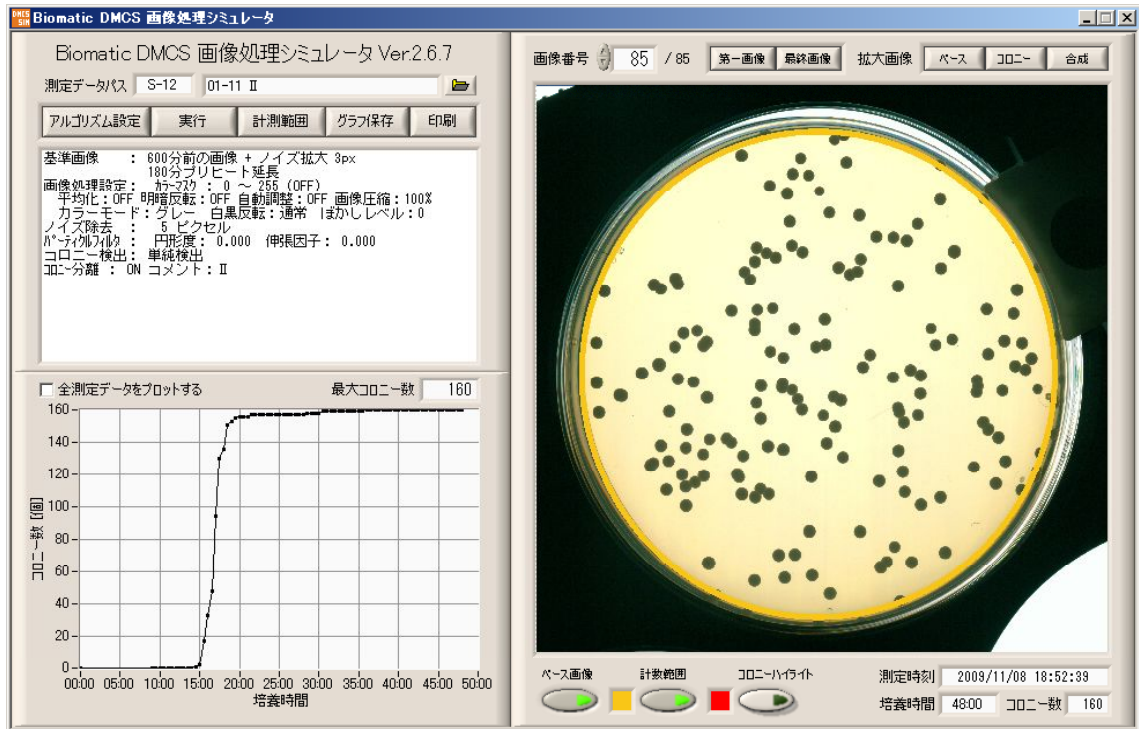 Biomatic DMCS 画像処理シミュレータ
Biomatic DMCS 画像処理シミュレータ Ver.2.6.7
測定データパス S-12 01-11 Ⅱ
アルゴリズム設定 実行 計測範囲 グラフ保存 印刷
基準画像 : 600分前の画像 + ノイズ拡大 3px
180分プリヒート延長
画像処理設定: カラーマスク : 0 ～ 255 (OFF)
平均化:OFF 明暗反転:OFF 自動調整:OFF 画像圧縮:100%
カラーモード:グレー 白黒反転:通常 ぼかしレベル:0
ノイズ除去 : 5 ピクセル
パーティクルフィルタ : 円形度: 0.000 伸張因子: 0.000
コロニー検出: 単純検出
コロニー分離 : ON コメント:Ⅱ
全測定データをプロットする 最大コロニー数 160
コロニー数 [個]
160
140
120
100
80
60
40
20
0
00:00 05:00 10:00 15:00 20:00 25:00 30:00 35:00 40:00 45:00 50:00
培養時間
画像番号 85 / 85 第一画像 最終画像 拡大画像 ベース コロニー 合成
ベース画像 計数範囲 コロニーハイライト 測定時刻 2009/11/08 18:52:39
培養時間 48:00 コロニー数 160